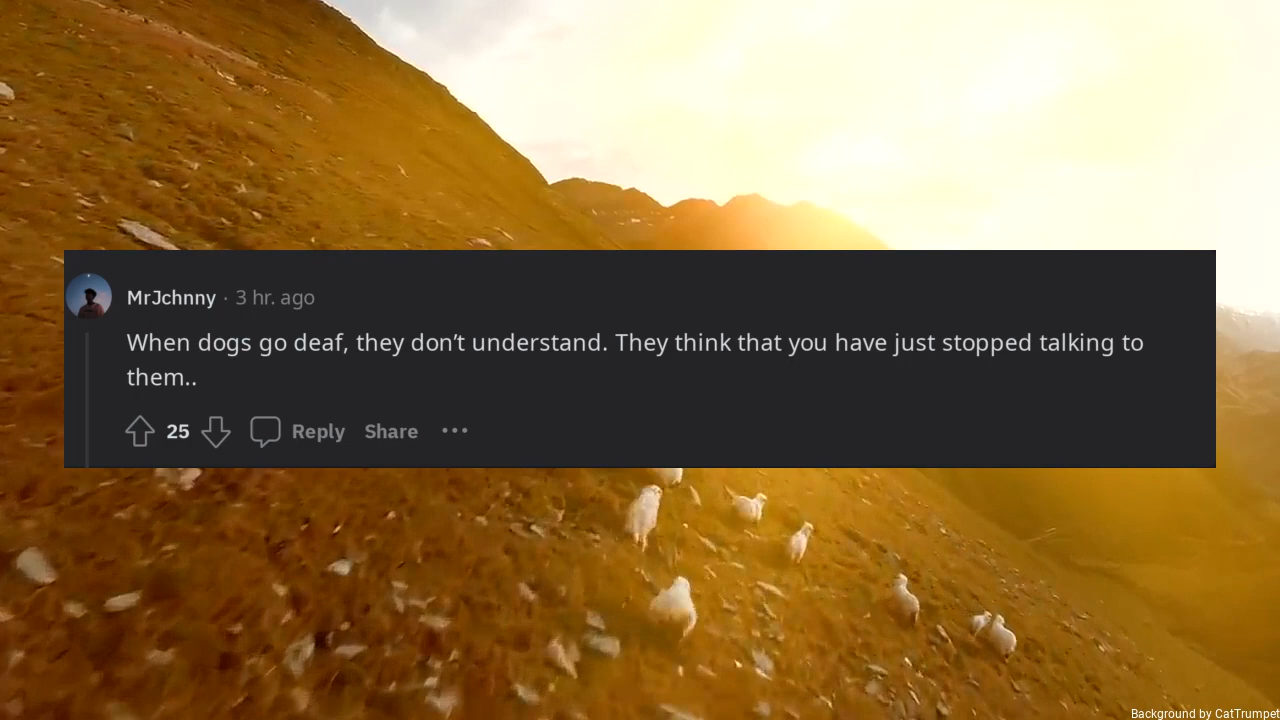 MrJchnny · 3 hr. ago
When dogs go deaf, they don’t understand. They think that you have just stopped talking to
them..
25 Reply Share •••
Background by CatTrumpet